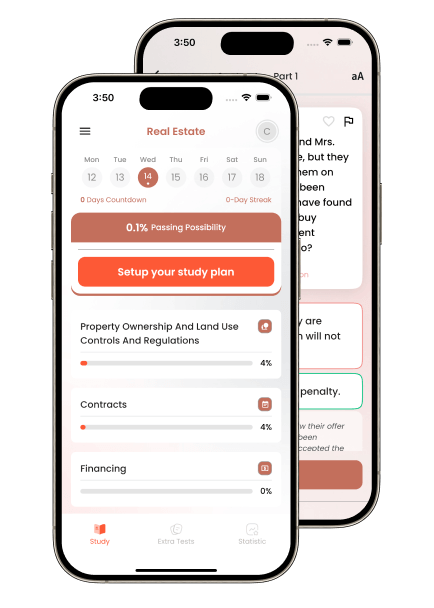 3:50
Real Estate
C
Mon Tue Wed Thu Fri Sat Sun
12 13 14 15 16 17 18
0 Days Countdown 0-Day Streak
0.1% Passing Possibility
Setup your study plan
Property Ownership And Land Use
Controls And Regulations
4%
Contracts
4%
Financing
0%
Study Extra Tests Statistic
3:50
Part 1 aA
nd Mrs.
e, but they
em on
been
have found
buy
ent
o?
on
y are
n will not
penalty.
w their offer
been
ccepted the